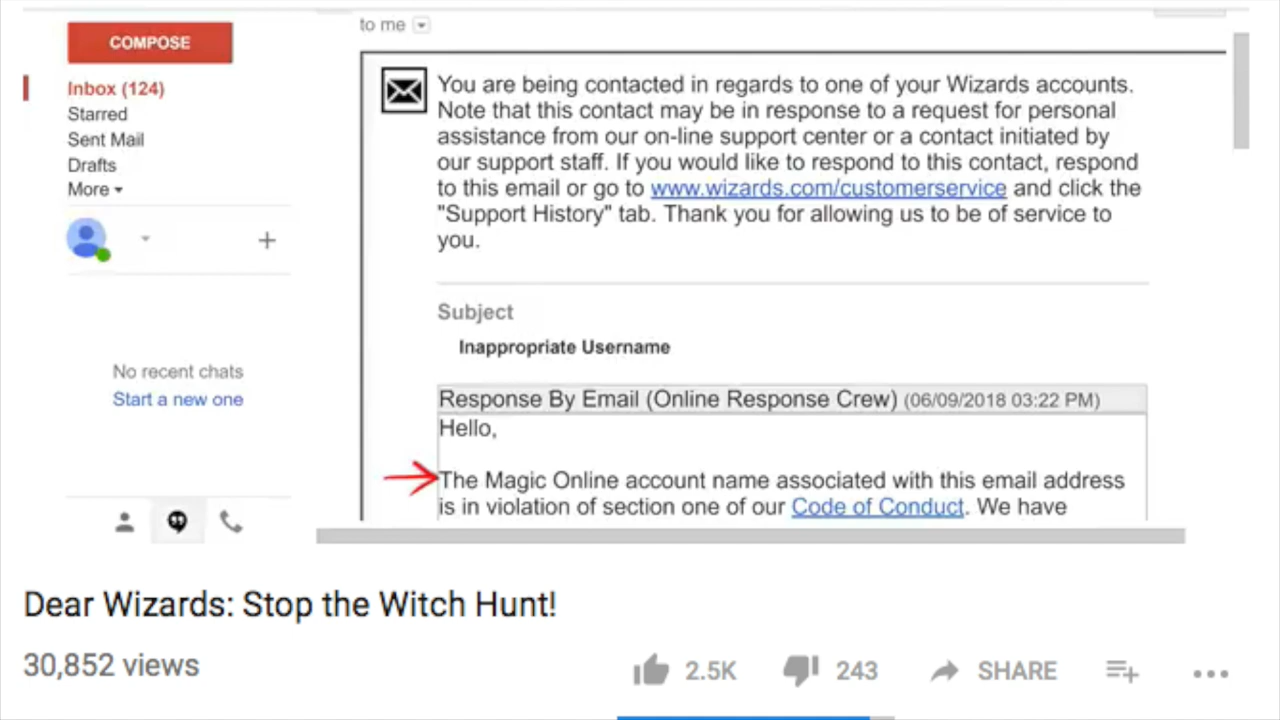 to me
COMPOSE
Inbox (124)
Starred
Sent Mail
Drafts
More
You are being contacted in regards to one of your Wizards accounts.
Note that this contact may be in response to a request for personal
assistance from our on-line support center or a contact initiated by
our support staff. If you would like to respond to this contact, respond
to this email or go to www.wizards.com/customerservice and click the
"Support History" tab. Thank you for allowing us to be of service to
you.
Subject
Inappropriate Username
No recent chats
Start a new one
Response By Email (Online Response Crew) (06/09/2018 03:22 PM)
Hello,
The Magic Online account name associated with this email address
is in violation of section one of our Code of Conduct. We have
Dear Wizards: Stop the Witch Hunt!
30,852 views
2.5K
243
SHARE